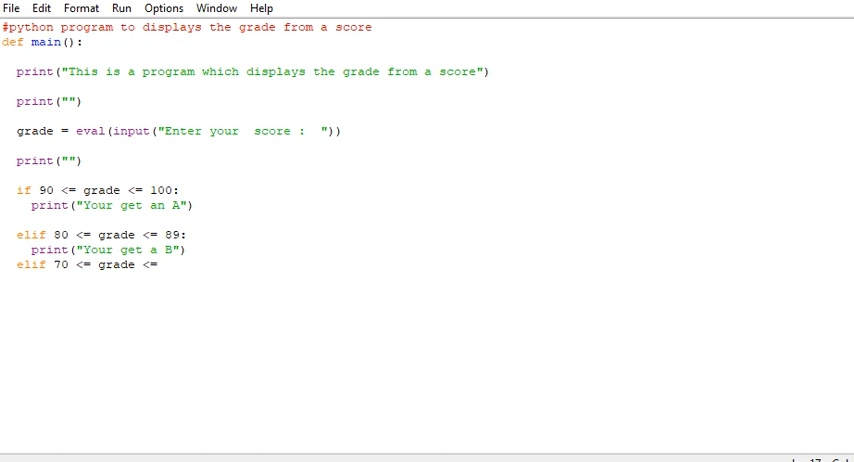 File Edit Format Run Options Window Help
#python program to displays the grade from a score
def main():
print("This is a program which displays the grade from a score")
print("")
grade = eval(input("Enter your  score :  "))
print("")
if 90 <= grade <= 100:
print("Your get an A")
elif 80 <= grade <= 89:
print("Your get a B")
elif 70 <= grade <=